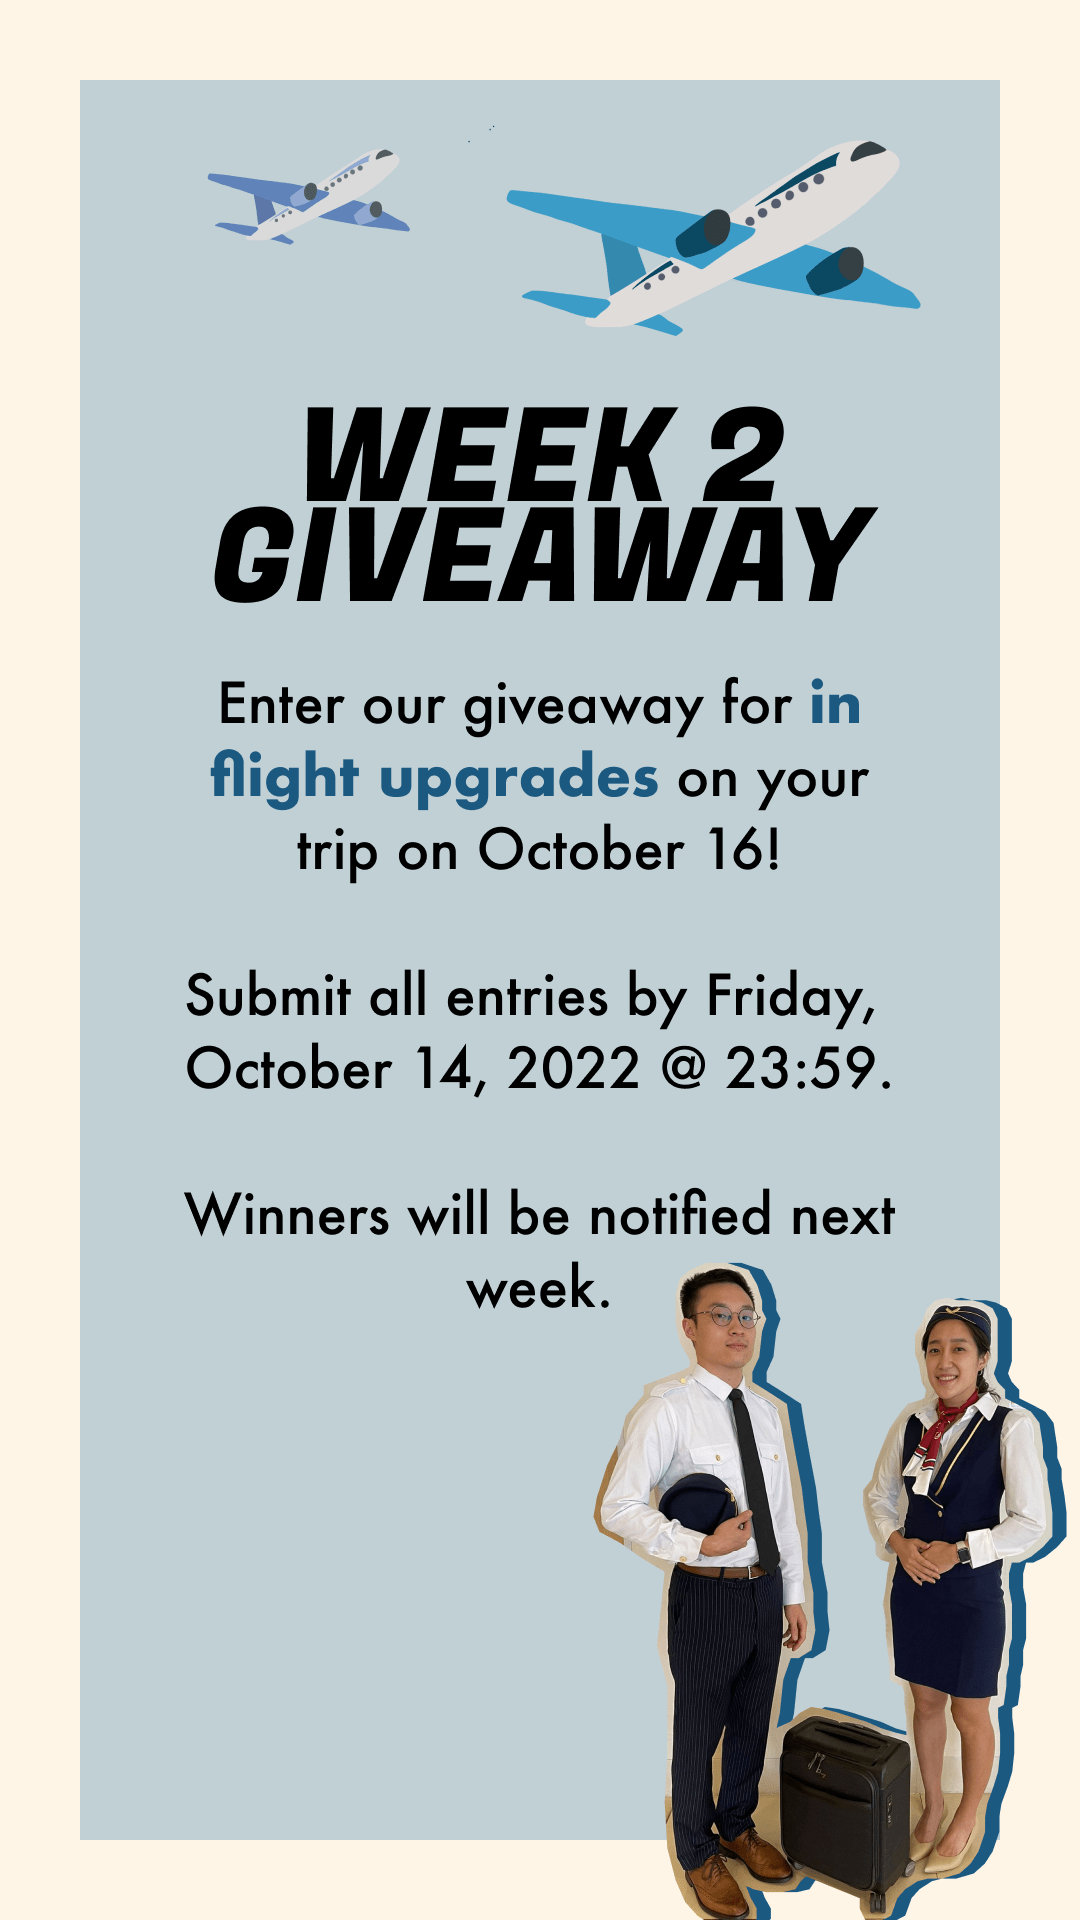 WEEK 2
GIVEAWAY
Enter our giveaway for in
flight upgrades on your
trip on October 16!
Submit all entries by Friday,
October 14, 2022 @ 23:59.
Winners will be notified next
week.